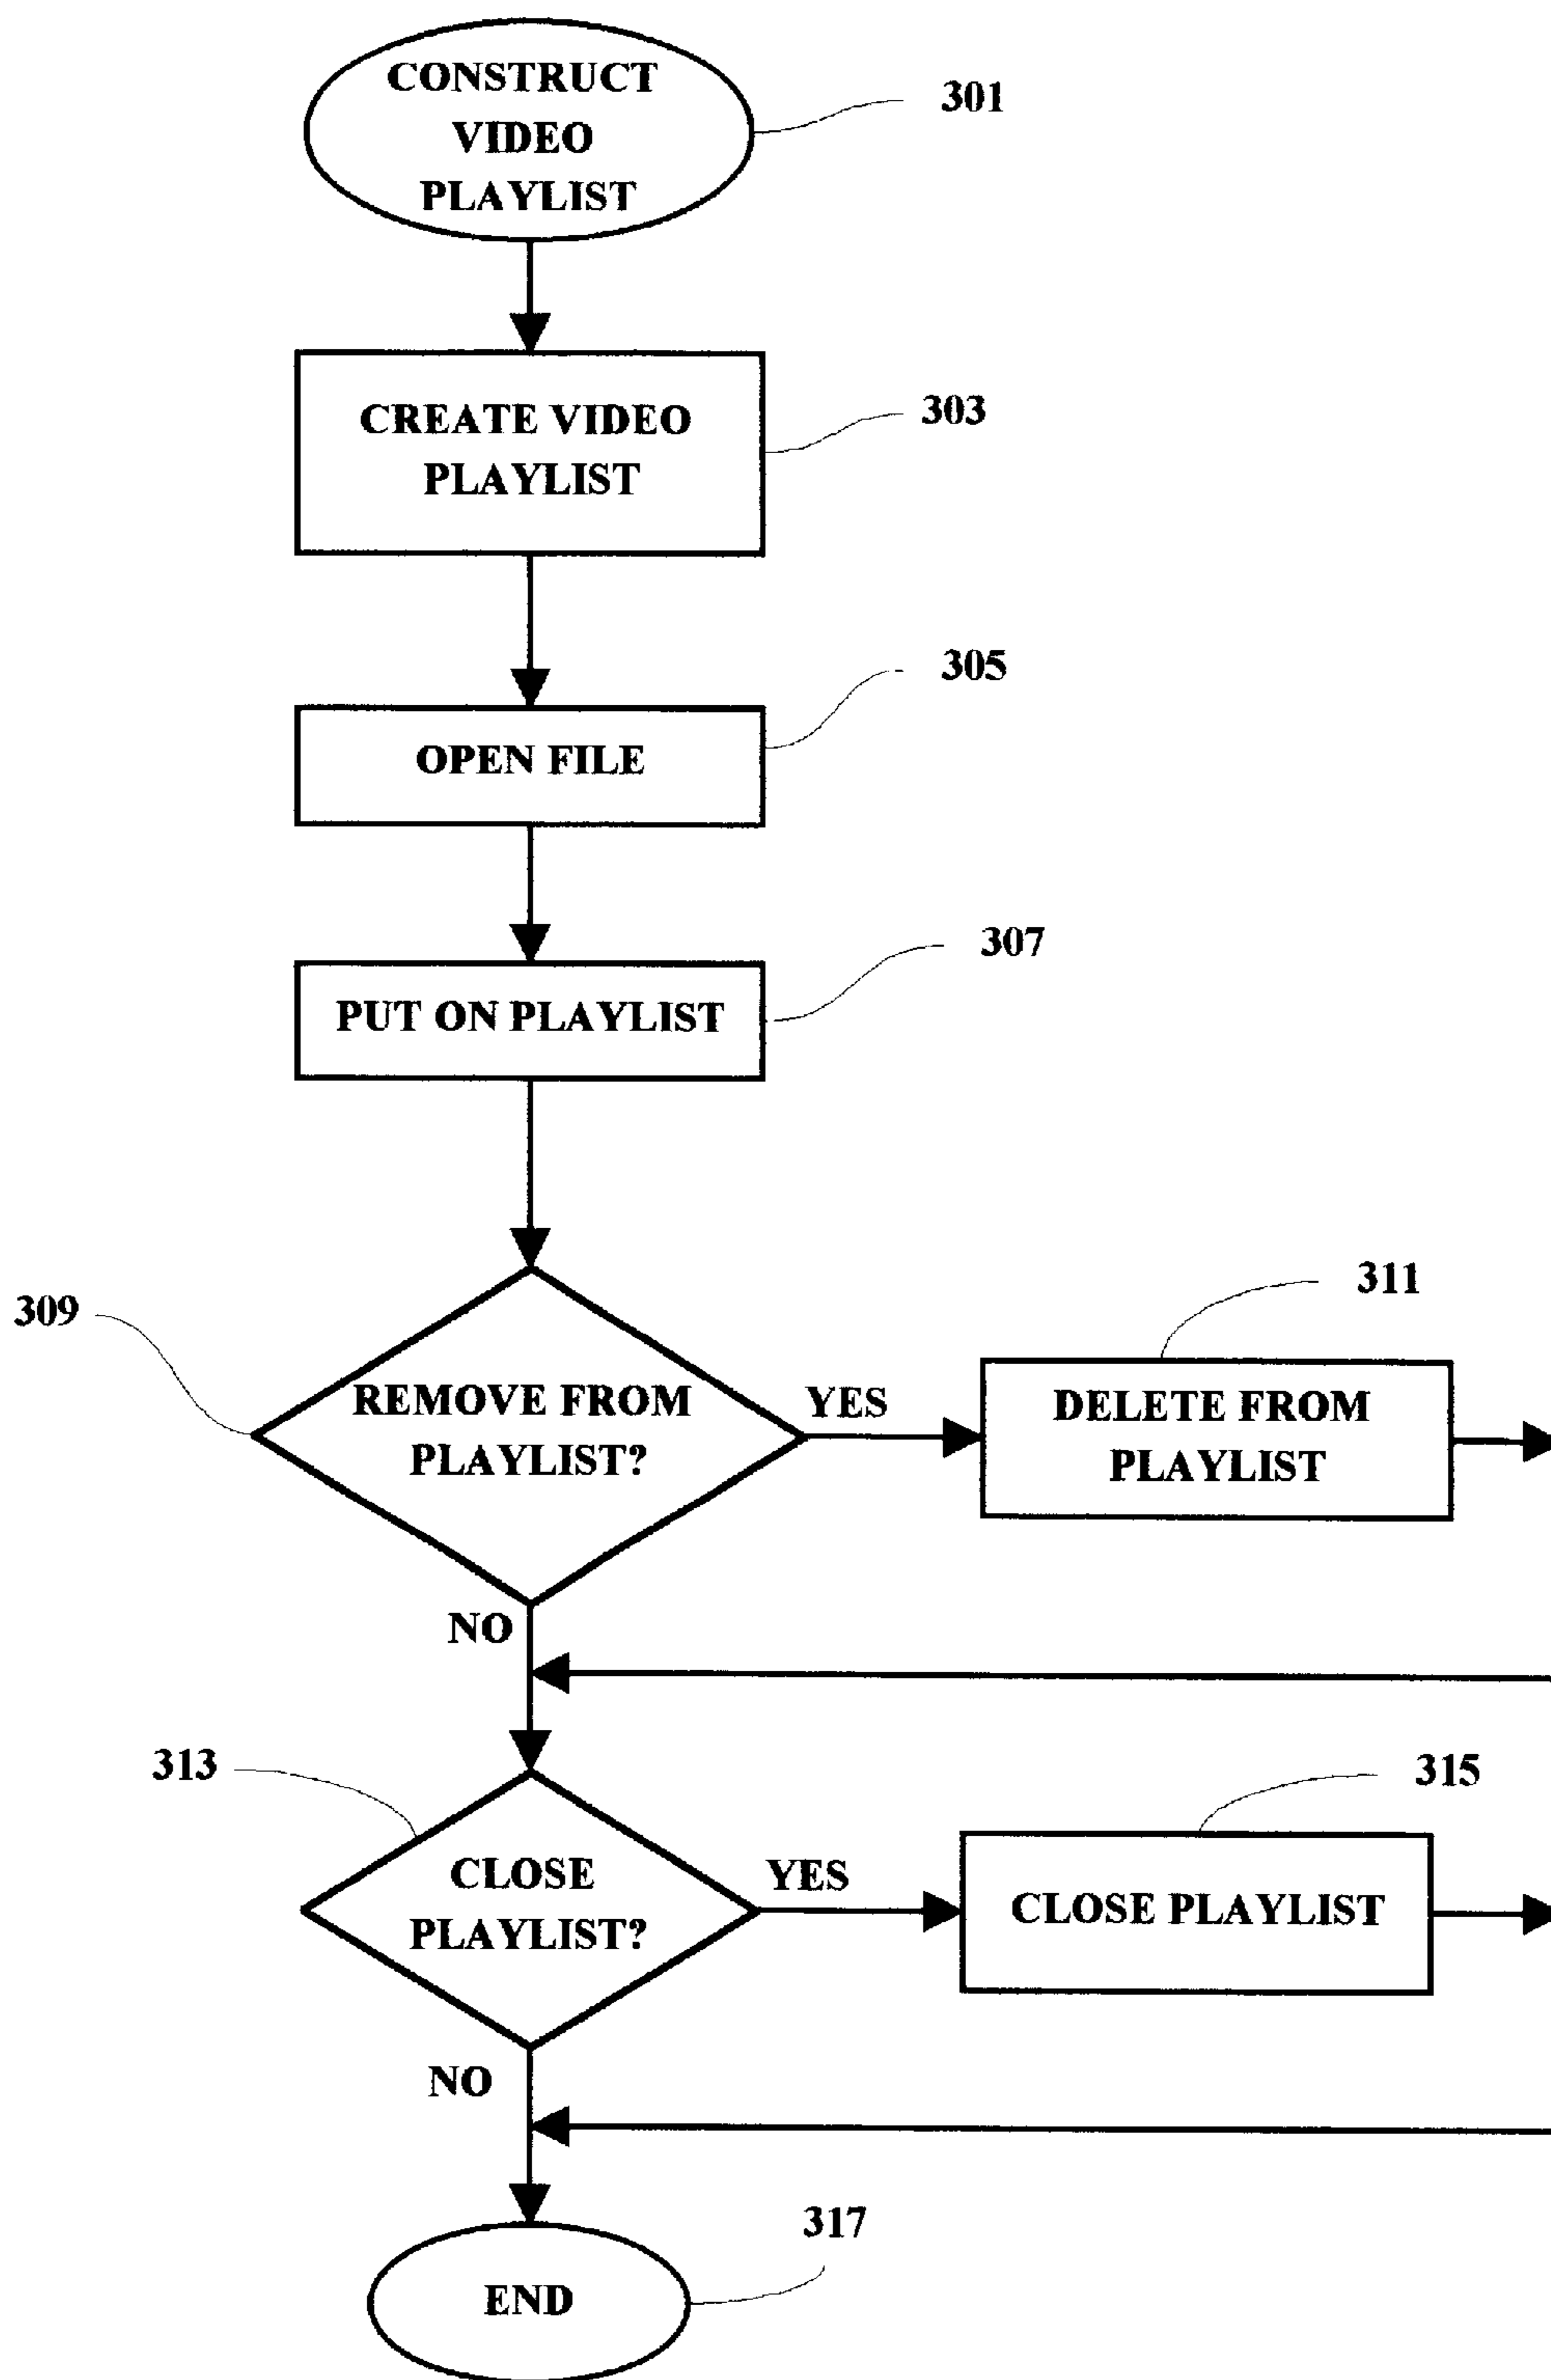 CONSTRUCT
VIDEO
PLAYLIST
301
CREATE VIDEO
PLAYLIST
303
305
OPEN FILE
307
PUT ON PLAYLIST
309
REMOVE FROM
PLAYLIST?
YES
311
DELETE FROM
PLAYLIST
NO
313
CLOSE
PLAYLIST?
YES
315
CLOSE PLAYLIST
NO
317
END